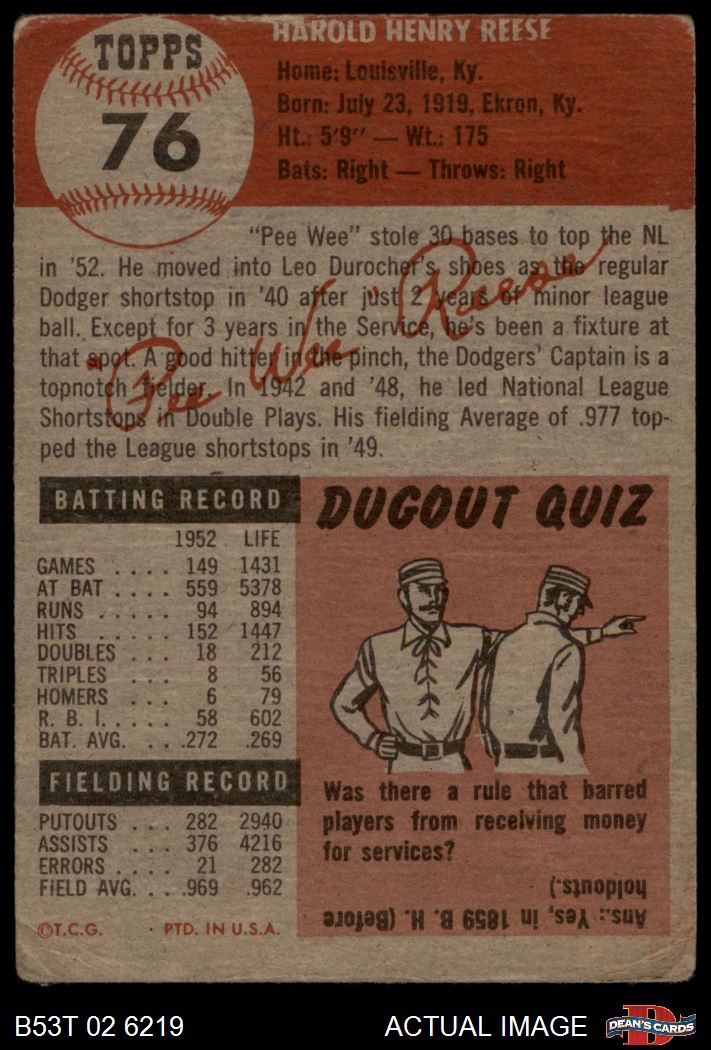 TOPPS
76
HAROLD HENRY REESE
Home: Louisville, Ky.
Born: July 23, 1919, Ekron, Ky.
Ht.: 5'9" — Wt.: 175
Bats: Right — Throws: Right
"Pee Wee" stole 30 bases to top the NL
in '52. He moved into Leo Durocher's shoes as the regular
Dodger shortstop in '40 after just 2 years of minor league
ball. Except for 3 years in the Service, he's been a fixture at
that spot. A good hitter in the pinch, the Dodgers' Captain is a
topnotch fielder. In 1942 and '48, he led National League
Shortstops in Double Plays. His fielding Average of .977 top-
ped the League shortstops in '49.
"Pee Wee" Reese
BATTING RECORD
1952 LIFE
GAMES .... 149 1431
AT BAT .... 559 5378
RUNS ..... 94 894
HITS ..... 152 1447
DOUBLES ... 18 212
TRIPLES ... 8 56
HOMERS ... 6 79
R. B. I. .... 58 602
BAT. AVG. .. .272 .269
FIELDING RECORD
PUTOUTS ... 282 2940
ASSISTS ... 376 4216
ERRORS .... 21 282
FIELD AVG. .. .969 .962
©T.C.G. PTD. IN U.S.A.
DUGOUT QUIZ
Was there a rule that barred
players from receiving money
for services?
Ans.: Yes, in 1859 B. H. (Before
holdouts.)
B53T 02 6219
ACTUAL IMAGE
D
DEAN'S CARDS